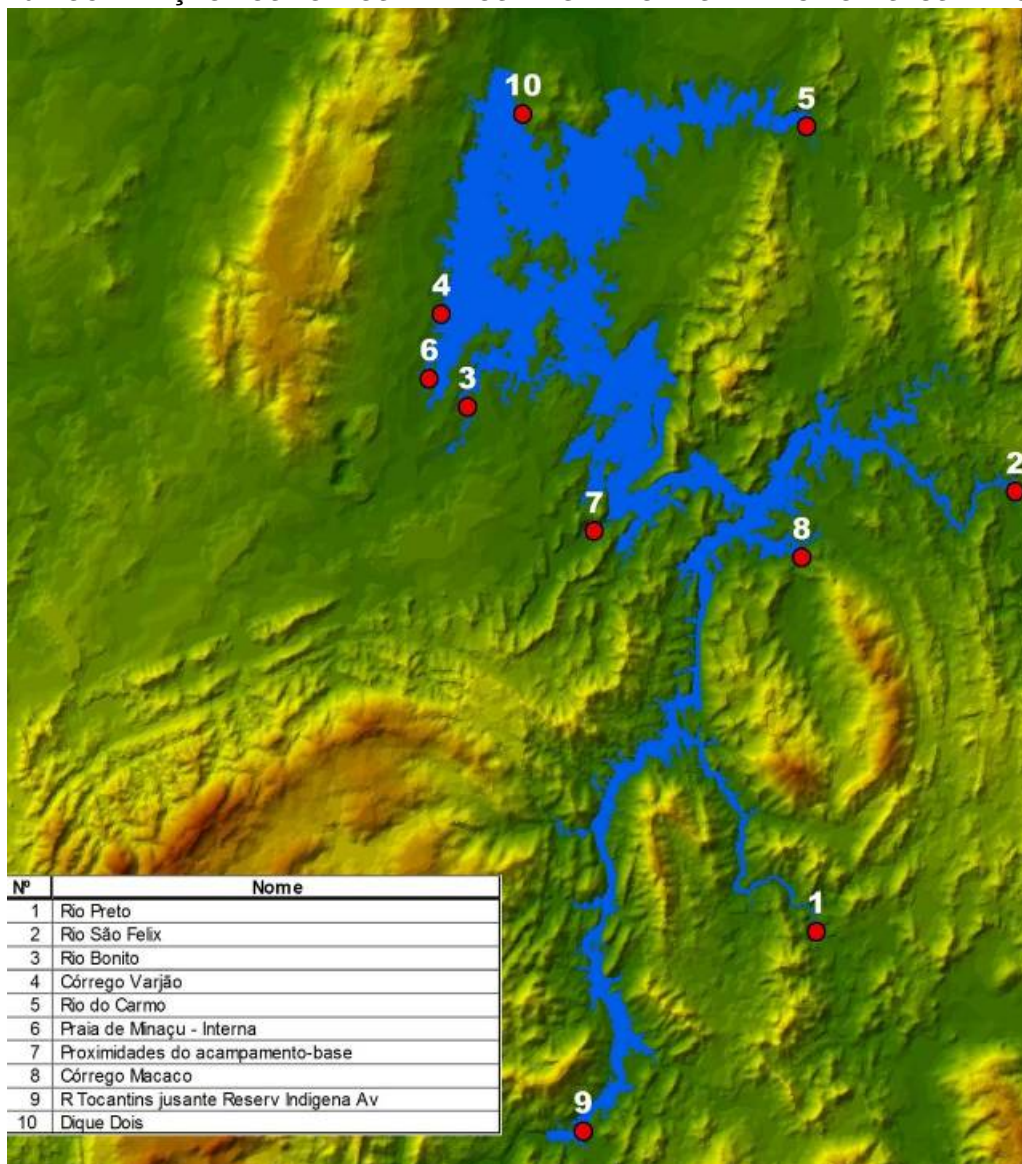 10
5
4
6
3
2
7
8
1
9
Nº Nome
1 Rio Preto
2 Rio São Felix
3 Rio Bonito
4 Córrego Varjão
5 Rio do Carmo
6 Praia de Minaçu - Interna
7 Proximidades do acampamento-base
8 Córrego Macaco
9 R Tocantins jusante Reserv Indigena Av
10 Dique Dois